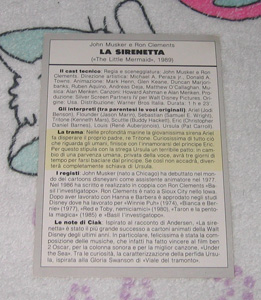 John Musker e Ron Clements
LA SIRENETTA
(«The Little Mermaid», 1989)
Il cast tecnico: Regia e sceneggiatura: John Musker e Ron
Clements. Direzione artistica: Michael A. Peraza jr., Donald A.
Towns. Animazione: Mark Henn, Glen Keane, Duncan Marjori-
banks, Ruben Aquino, Andreas Deja, Matthew O'Callaghan. Mu-
sica: Alan Menken. Canzoni: Howard Ashman e Alan Menken. Pro-
duzione: Silver Screen Partners IV per Walt Disney Pictures. Ori-
gine: Usa. Distribuzione: Warner Bros Italia. Durata: 1 h e
Gli interpreti (tra parentesi le voci originali): Ariel (Jodi
Benson), Flounder (Jason Marin), Sebastian (Samuel E. Wright),
Tritone (Kenneth Mars), Scuttle (Buddy Hackett), Eric (Christopher
Daniel Barnes), Louis (René Auberjonois), Ursula (Pat Carroll).
La trama: Nelle profondità marine la giovanissima sirena Ariel
fa disperare il padre, re di Tritone. Curiosissima di tutto ciò
che riguarda gli umani, finisce con l'innamorarsi del principe Eric.
Per questo stipula un terribile patto: in cam-
bio di una parvenza umana, privata della voce, avrà tre giorni di
tempo per farsi baciare dal principe. Se così non accadrà, diven-
terà completamente schiava
I registi: John Musker (nato a Chicago) ha debuttato nel mon-
do dei cartoni disneyani come assistente animatore nel 1977.
Nel 1986 ha scritto e realizzato in coppia con Ron Clements «Ba-
sil l'investigatopo». Ron Clements è nato a Sioux City nello Iowa.
Dopo aver lavorato con Hanna e Barbera è approdato negli studi
Disney dove ha lavorato a «Winnie Puh» (1974), «Bianca e Ber-
nie» (1977), «Red e Toby: nemiciamici» (1980), «Taron e la pento-
la magica» (1985) e «Basil l'investigatopo».
Le note di Ciak: Ispirato al racconto di Andersen, «La sire-
netta» è stato il più grande successo a cartoni animati della Walt
Disney degli ultimi anni. In particolare, felicissima è stata la com-
posizione delle musiche, che infatti ha fatto vincere al film ben
2 Oscar, per la colonna sonora e per la miglior canzone, «Under
the Sea». Tra le curiosità, la caratterizzazione della perfida Ursu-
la, ispirata alla Gloria Swanson di «Viale del tramonto».